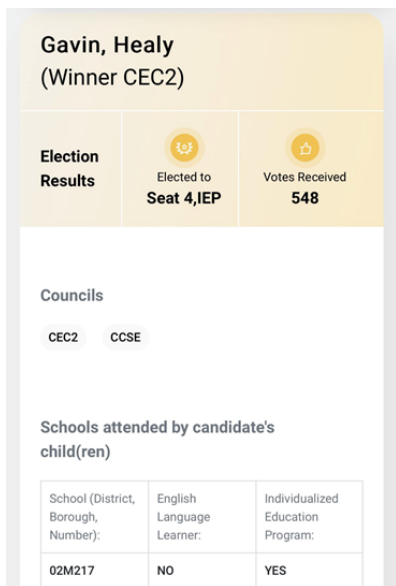 Gavin, Healy
(Winner CEC2)
Election
Results
Elected to
Seat 4,IEP
Votes Received
548
Councils
CEC2 CCSE
Schools attended by candidate's
child(ren)
School (District,
Borough,
Number):
English
Language
Learner:
Individualized
Education
Program:
02M217 NO YES